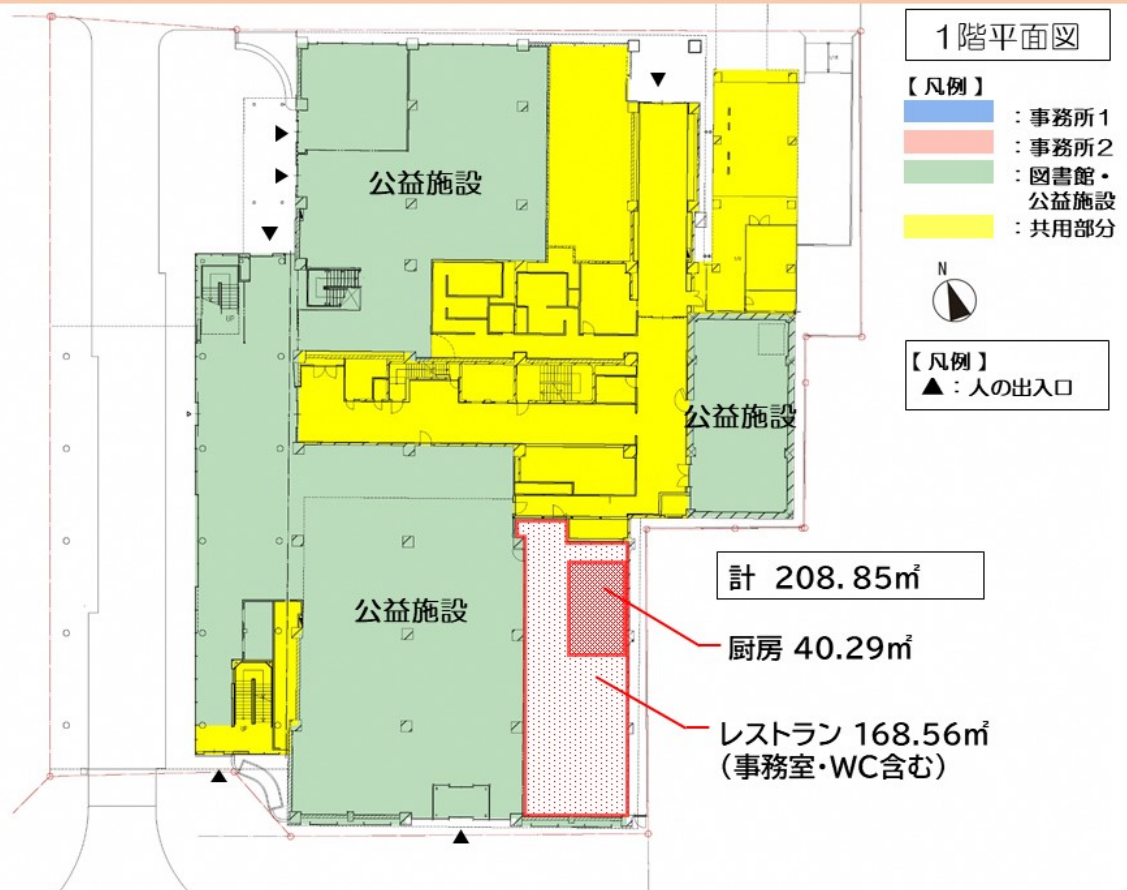 1階平面図
【凡例】
：事務所1
：事務所2
：図書館・
公益施設
：共用部分
N
【凡例】
▲：人の出入口
公益施設
公益施設
公益施設
計 208.85㎡
厨房 40.29㎡
レストラン 168.56㎡
（事務室・WC含む）
UP
UP